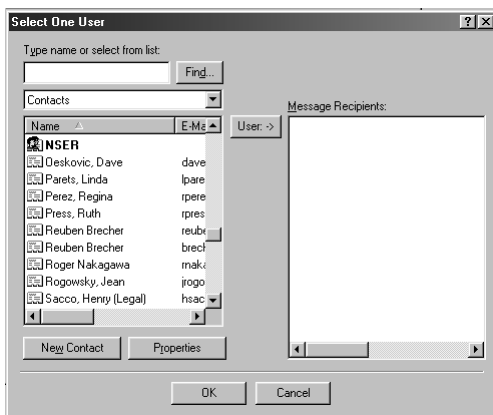 Select One User
Type name or select from list:
Find...
Contacts
Message Recipients:
Name E-Ma
User: ->
NSER
Oeskovic, Dave dave
Parets, Linda lpare
Perez, Regina rpere
Press, Ruth rpres
Reuben Brecher reube
Reuben Brecher brech
Roger Nakagawa rnaka
Rogowsky, Jean jrogo
Sacco, Henry (Legal) hsac
New Contact Properties
OK Cancel